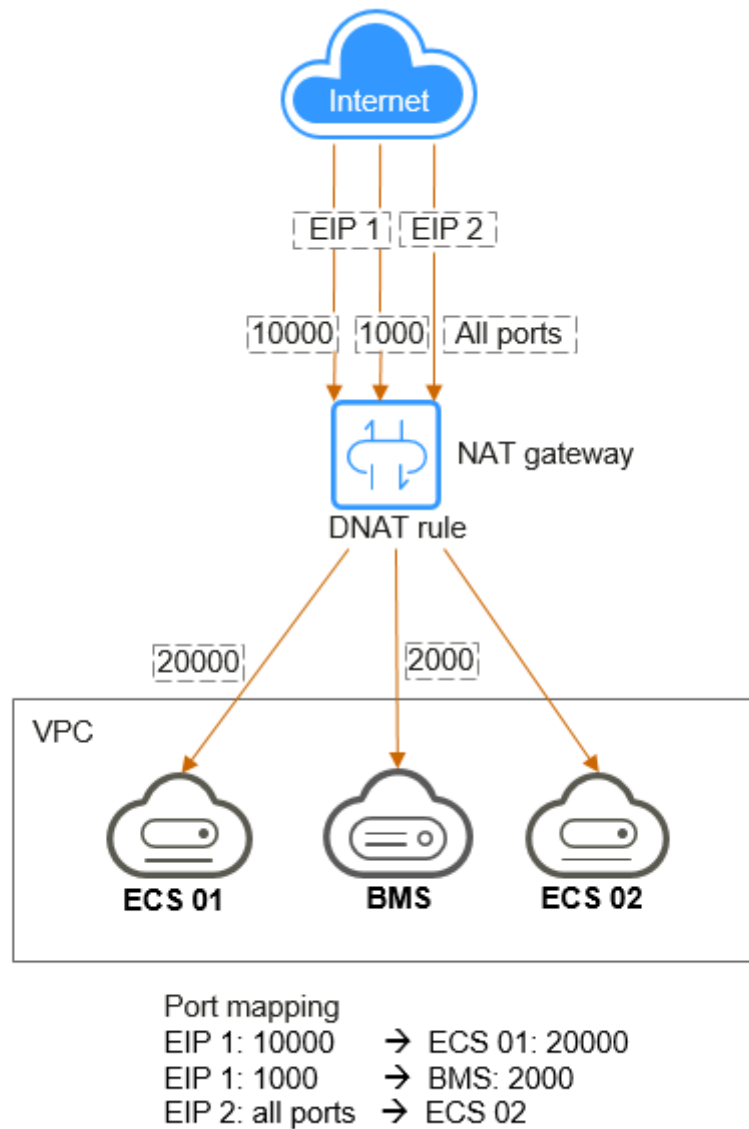 Internet
EIP 1 EIP 2
10000 1000 All ports
NAT gateway
DNAT rule
20000 2000
VPC
ECS 01 BMS ECS 02
Port mapping
EIP 1: 10000 → ECS 01: 20000
EIP 1: 1000 → BMS: 2000
EIP 2: all ports → ECS 02